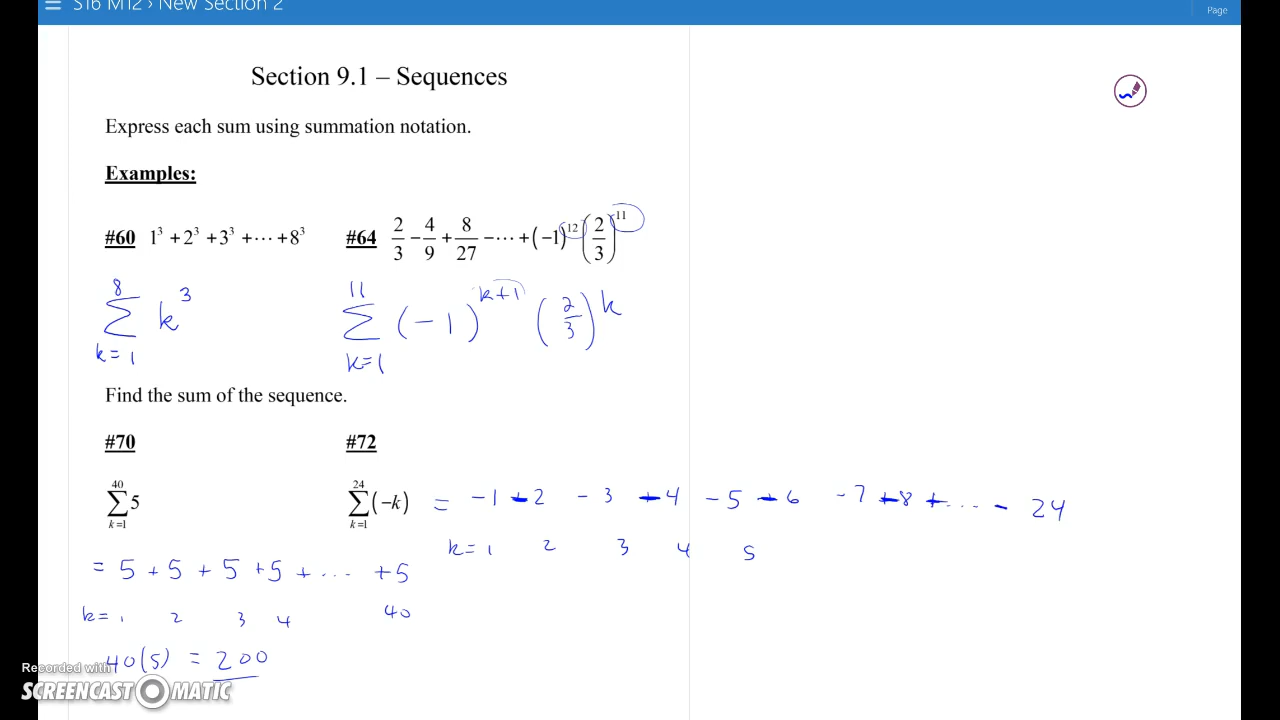 S16 M12 › New Section 2
Page
Section 9.1 – Sequences
Express each sum using summation notation.
Examples:
#60 1³ + 2³ + 3³ + ⋯ + 8³
#64 2/3 − 4/9 + 8/27 − ⋯ + (−1)¹² (2/3)¹¹
8 ∑ k=1 k³
11 ∑ k=1 (−1)^(k+1) (2/3)^k
Find the sum of the sequence.
#70 #72
40 ∑ k=1 5
24 ∑ k=1 (−k) = −1 − 2 − 3 − 4 − 5 − 6 − 7 + 8 + ⋯ − 24
k = 1 2 3 4 5
= 5 + 5 + 5 + 5 + ⋯ + 5
k = 1 2 3 4 40
40(5) = 200
Recorded with
SCREENCAST MATIC